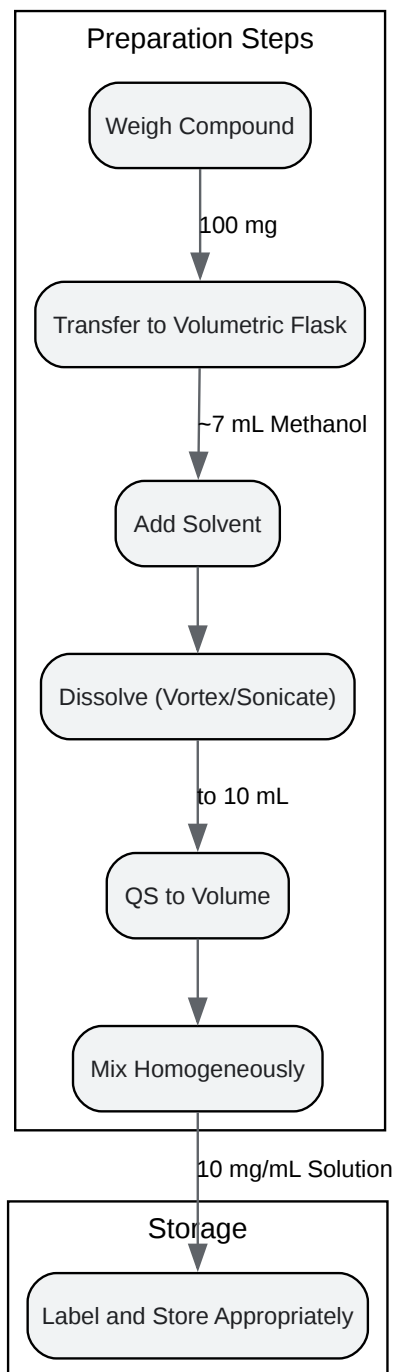 Preparation Steps
Weigh Compound
100 mg
Transfer to Volumetric Flask
~7 mL Methanol
Add Solvent
Dissolve (Vortex/Sonicate)
to 10 mL
QS to Volume
Mix Homogeneously
10 mg/mL Solution
Storage
Label and Store Appropriately